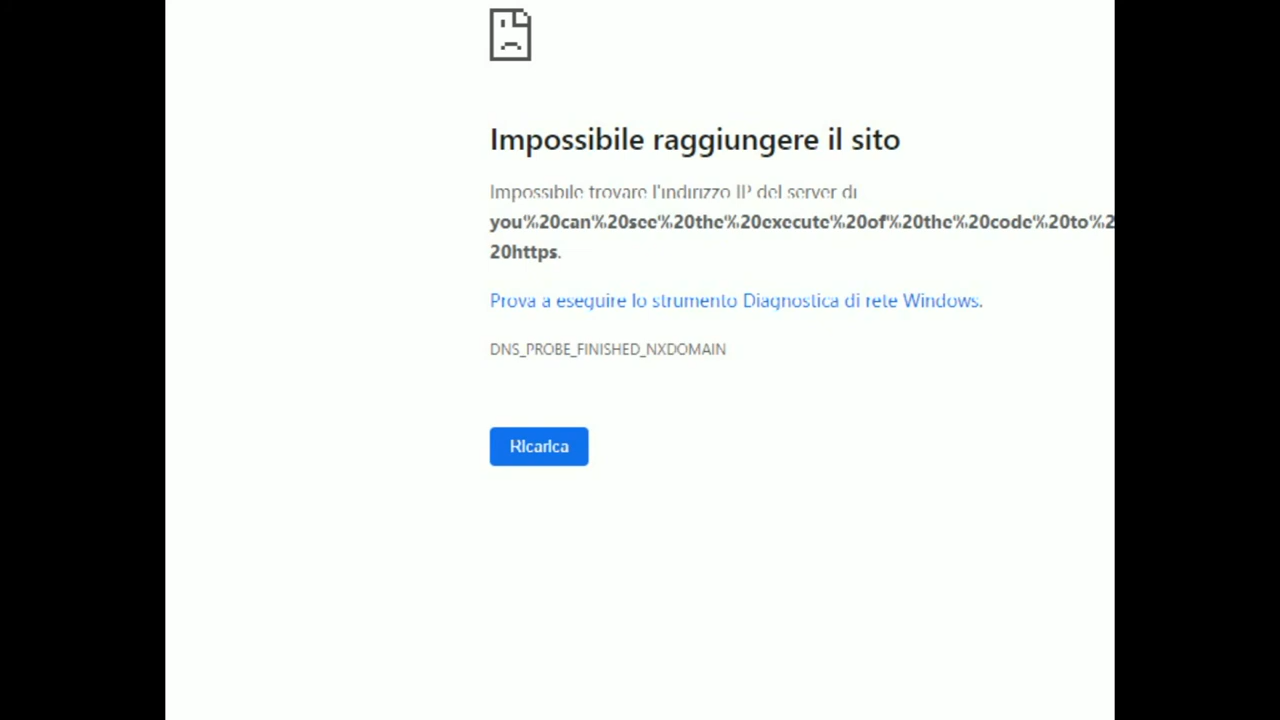 Impossibile raggiungere il sito
Impossibile trovare l'indirizzo IP del server di
you%20can%20see%20the%20execute%20of%20the%20code%20to%2
20https.
Prova a eseguire lo strumento Diagnostica di rete Windows.
DNS_PROBE_FINISHED_NXDOMAIN
Ricarica